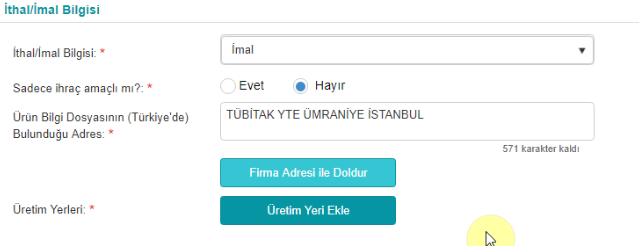 İthal/İmal Bilgisi
İthal/İmal Bilgisi: *
İmal
Sadece ihraç amaçlı mı?: *
Evet
Hayır
Ürün Bilgi Dosyasının (Türkiye'de)
Bulunduğu Adres: *
TÜBİTAK YTE ÜMRANİYE İSTANBUL
571 karakter kaldı
Firma Adresi ile Doldur
Üretim Yerleri: *
Üretim Yeri Ekle